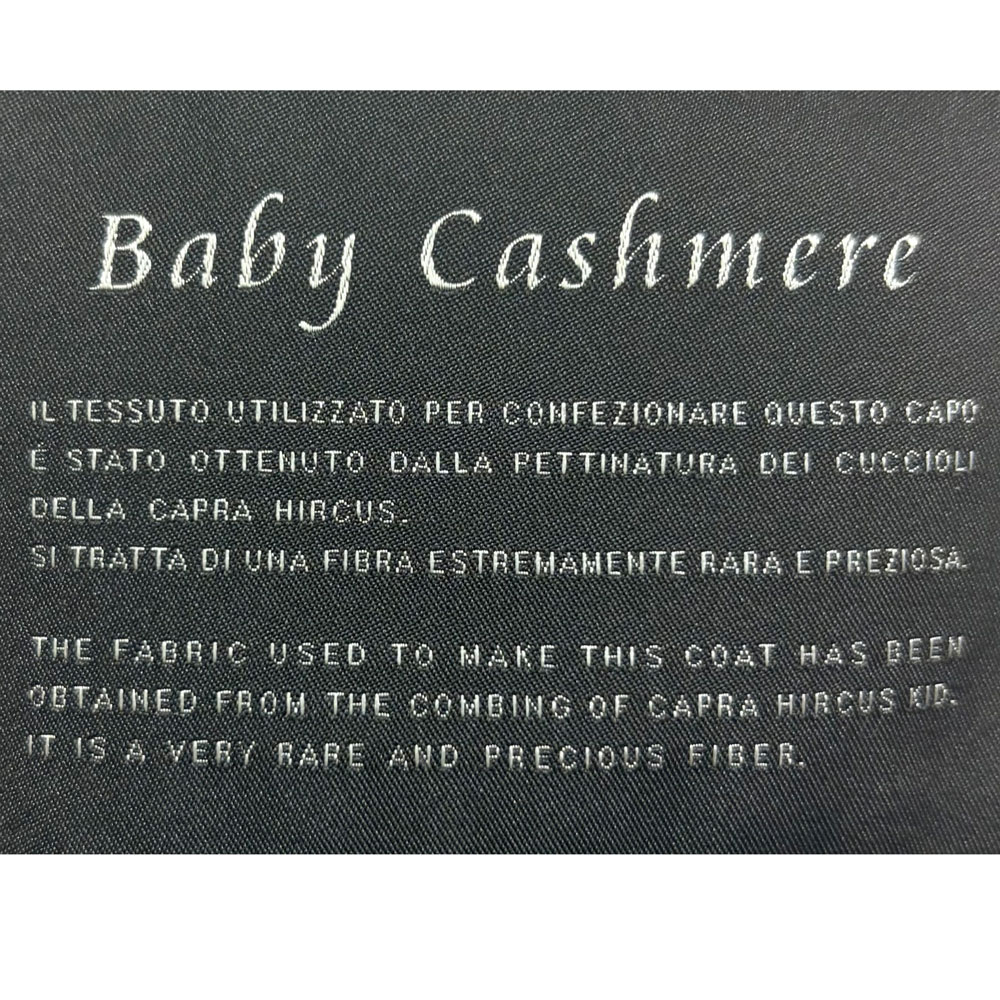 Baby Cashmere
IL TESSUTO UTILIZZATO PER CONFEZIONARE QUESTO CAPO
É STATO OTTENUTO DALLA PETTINATURA DEI CUCCIOLI
DELLA CAPRA HIRCUS.
SI TRATTA DI UNA FIBRA ESTREMAMENTE RARA E PREZIOSA.
THE FABRIC USED TO MAKE THIS COAT HAS BEEN
OBTAINED FROM THE COMBING OF CAPRA HIRCUS KID.
IT IS A VERY RARE AND PRECIOUS FIBER.